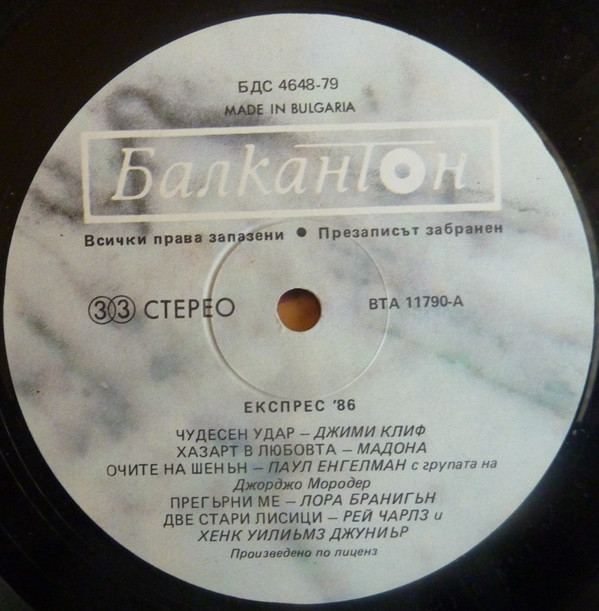 БДС 4648-79
MADE IN BULGARIA
Балкантон
Всички права запазени ● Презаписът забранен
33 СТЕРЕО ВТА 11790-А
ЕКСПРЕС '86
ЧУДЕСЕН УДАР – ДЖИМИ КЛИФ
ХАЗАРТ В ЛЮБОВТА – МАДОНА
ОЧИТЕ НА ШЕНЪН – ПАУЛ ЕНГЕЛМАН с групата на
Джорджо Мородер
ПРЕГЪРНИ МЕ – ЛОРА БРАНИГЪН
ДВЕ СТАРИ ЛИСИЦИ – РЕЙ ЧАРЛЗ и
ХЕНК УИЛИЬМЗ ДЖУНИЪР
Произведено по лиценз